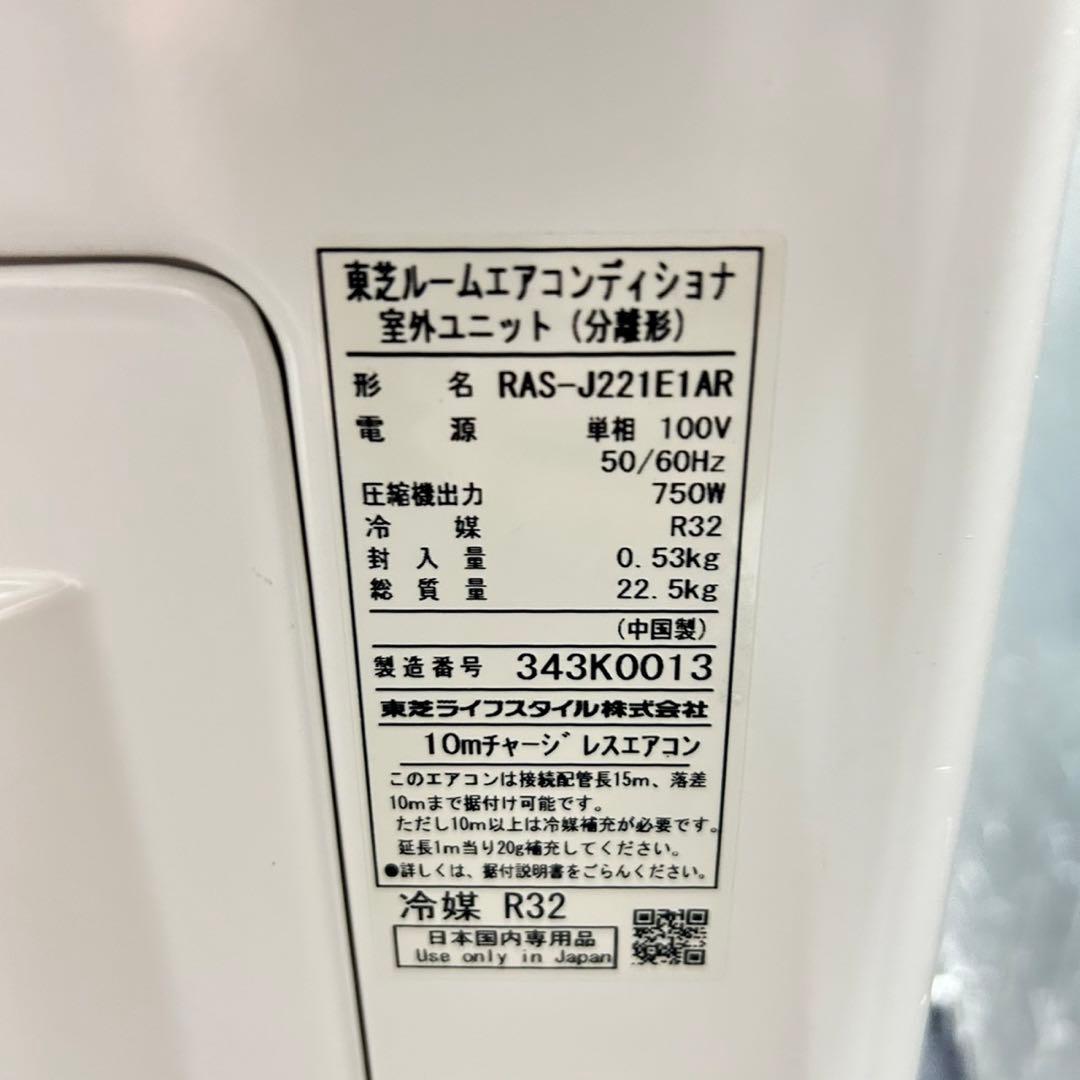 東芝ルームエアコンディショナ
室外ユニット(分離形)
形名 RAS-J221E1AR
電源 単相 100V
50/60Hz
圧縮機出力 750W
冷媒 R32
封入量 0.53kg
総質量 22.5kg
(中国製)
製造番号 343K0013
東芝ライフスタイル株式会社
10mチャージレスエアコン
このエアコンは接続配管長15m、落差
10mまで据付け可能です。
ただし10m以上は冷媒補充が必要です。
延長1m当り20g補充してください。
●詳しくは、据付説明書をごらんください。
冷媒 R32
日本国内専用品
Use only in Japan